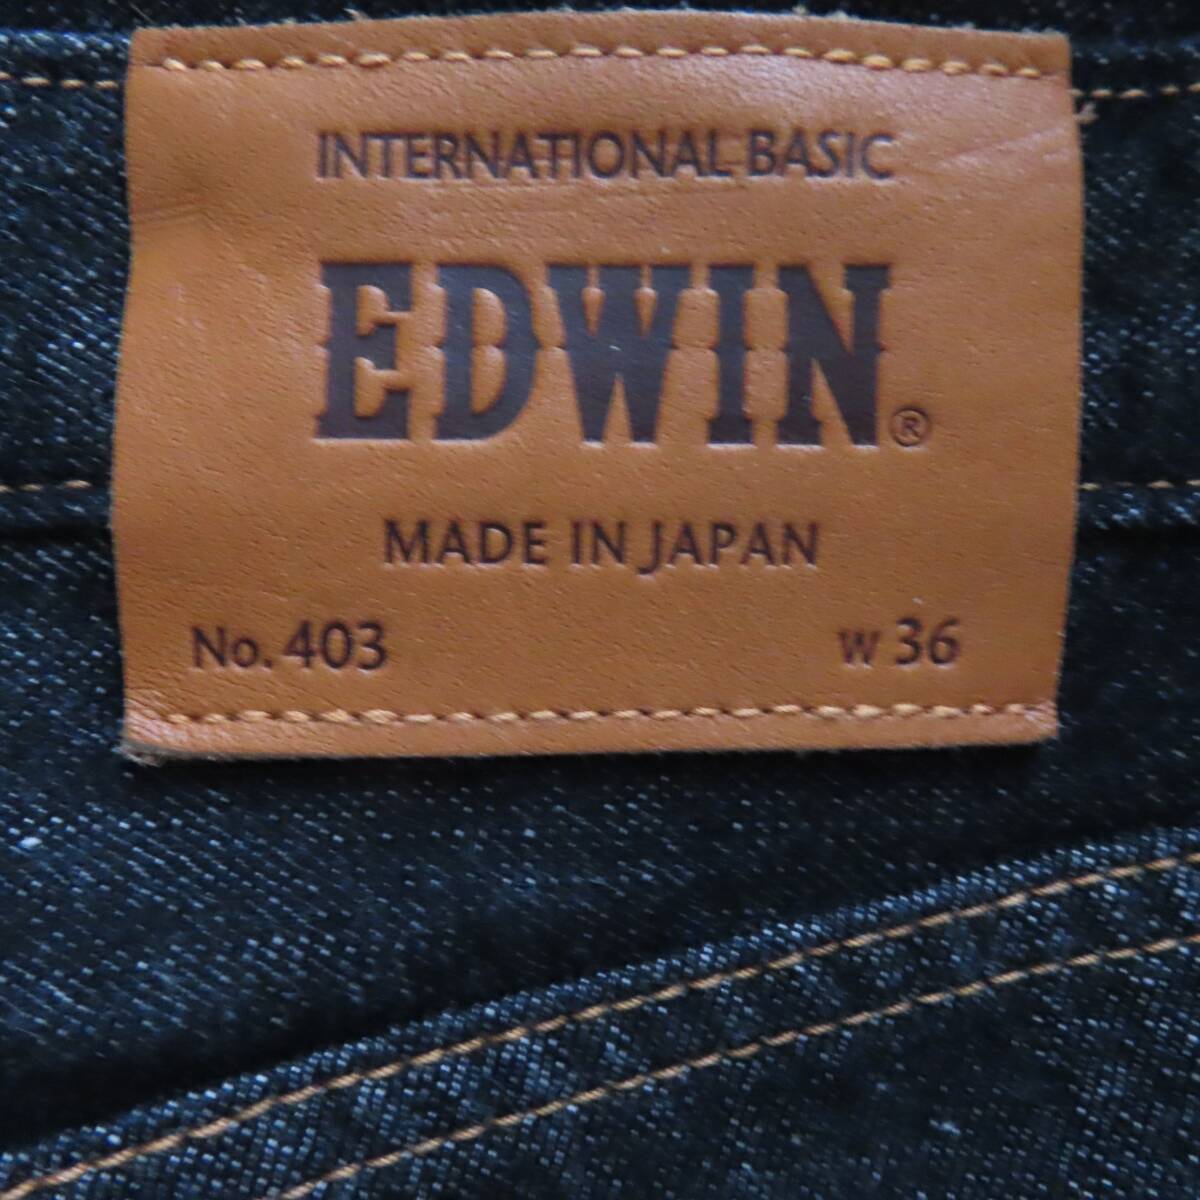 INTERNATIONAL BASIC
EDWIN®
MADE IN JAPAN
No. 403 W 36